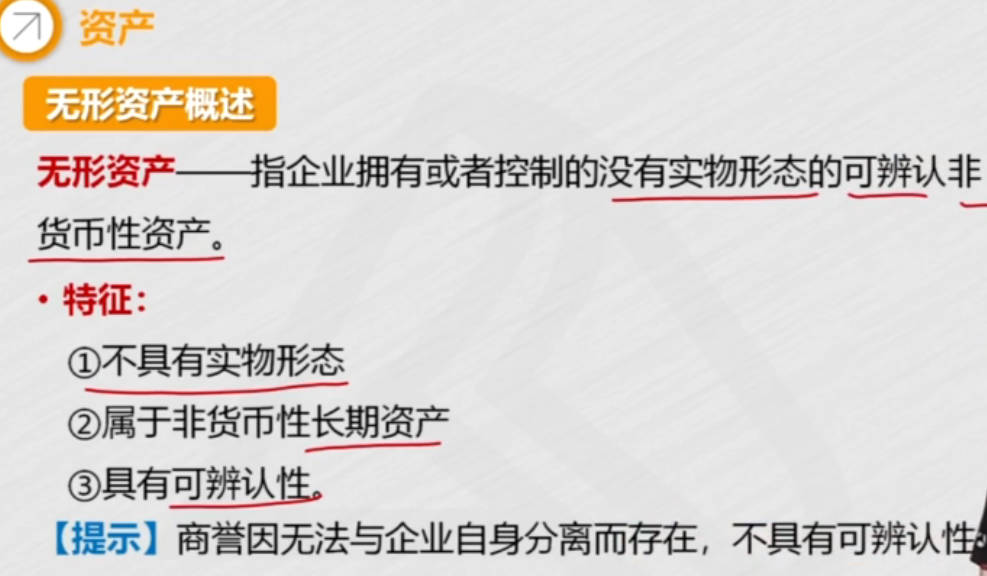 资产
无形资产概述
无形资产——指企业拥有或者控制的没有实物形态的可辨认非
货币性资产。
• 特征：
①不具有实物形态
②属于非货币性长期资产
③具有可辨认性。
【提示】商誉因无法与企业自身分离而存在，不具有可辨认性。